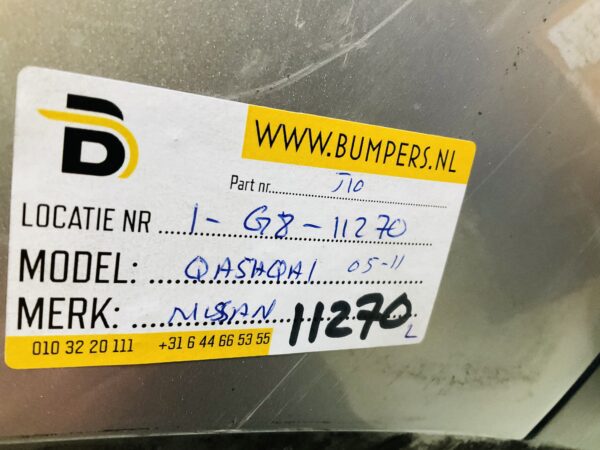 WWW.BUMPERS.NL
Part nr. J10
LOCATIE NR 1-G8-11270
MODEL: QASHQAI 05-11
MERK: NISSAN 11270 L
010 32 20 111 +31 6 44 66 53 55